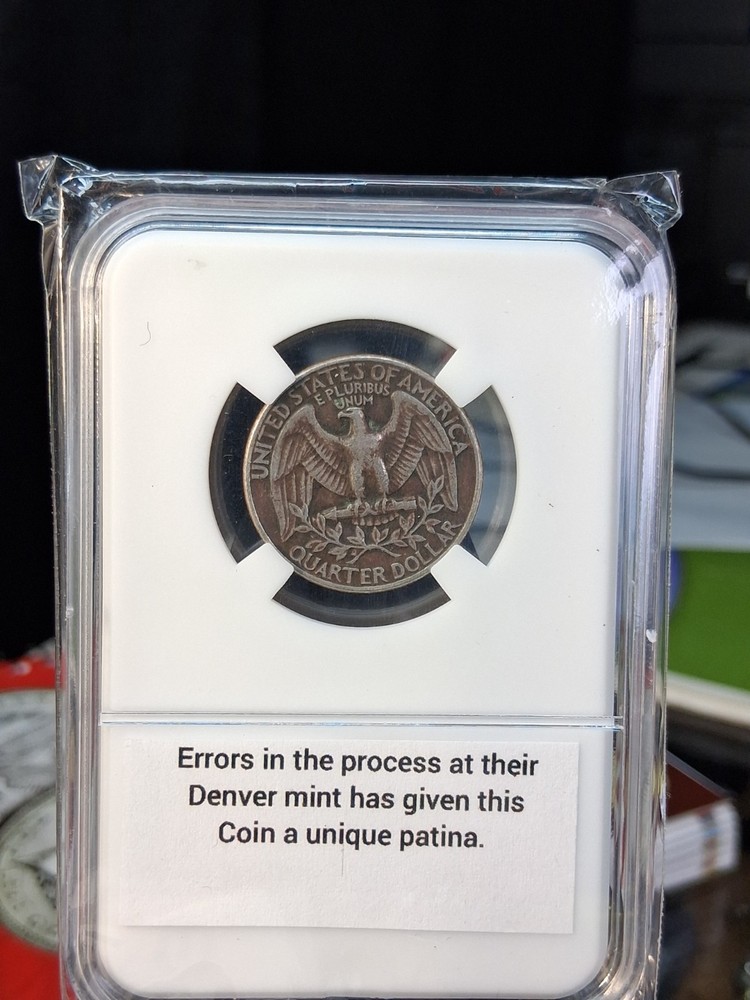 UNITED STATES OF AMERICA
E PLURIBUS
UNUM
QUARTER DOLLAR
Errors in the process at their
Denver mint has given this
Coin a unique patina.